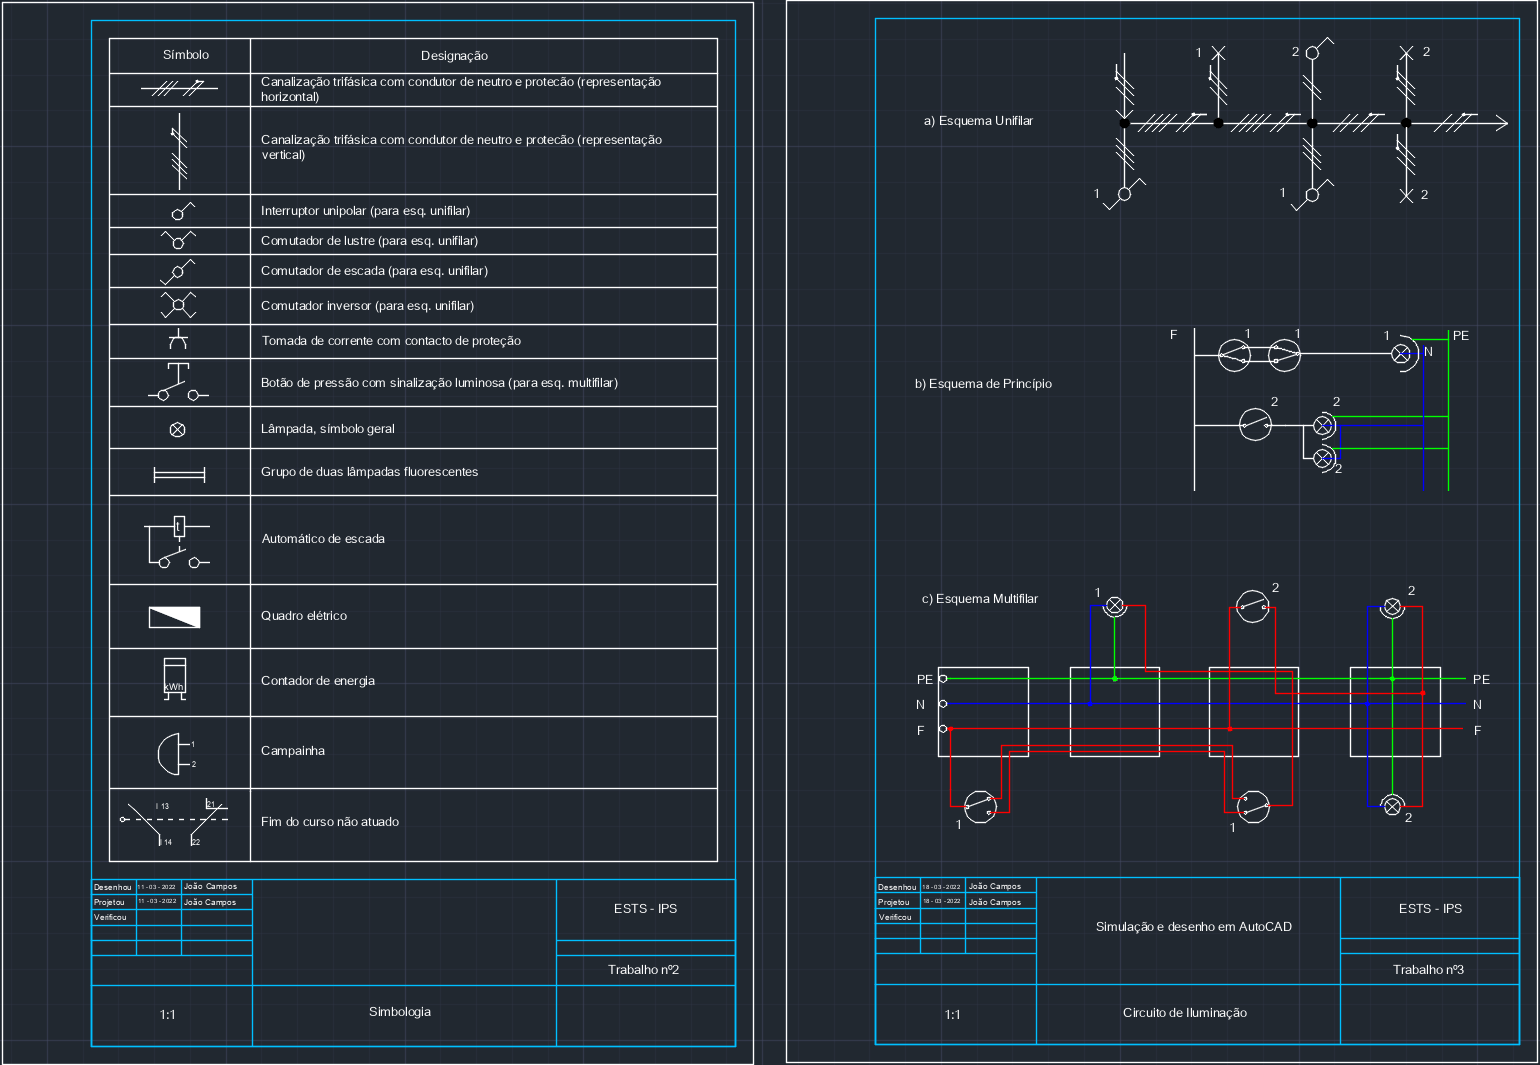 Símbolo
Designação
Canalização trifásica com condutor de neutro e protecão (representação
horizontal)
Canalização trifásica com condutor de neutro e protecão (representação
vertical)
Interruptor unipolar (para esq. unifilar)
Comutador de lustre (para esq. unifilar)
Comutador de escada (para esq. unifilar)
Comutador inversor (para esq. unifilar)
Tomada de corrente com contacto de proteção
Botão de pressão com sinalização luminosa (para esq. multifilar)
Lâmpada, símbolo geral
Grupo de duas lâmpadas fluorescentes
t
Automático de escada
Quadro elétrico
kWh
Contador de energia
1
2
Campainha
13
21
14
22
Fim do curso não atuado
Desenhou 11 - 03 - 2022 João Campos
Projetou 11 - 03 - 2022 João Campos
Verificou
ESTS - IPS
Trabalho nº2
1:1
Simbologia
a) Esquema Unifilar
1
2
2
1
1
2
b) Esquema de Princípio
F
1
1
1
PE
N
2
2
2
c) Esquema Multifilar
1
2
2
PE
PE
N
N
F
F
1
1
2
Desenhou 18 - 03 - 2022 João Campos
Projetou 18 - 03 - 2022 João Campos
Verificou
Simulação e desenho em AutoCAD
ESTS - IPS
Trabalho nº3
1:1
Circuito de Iluminação